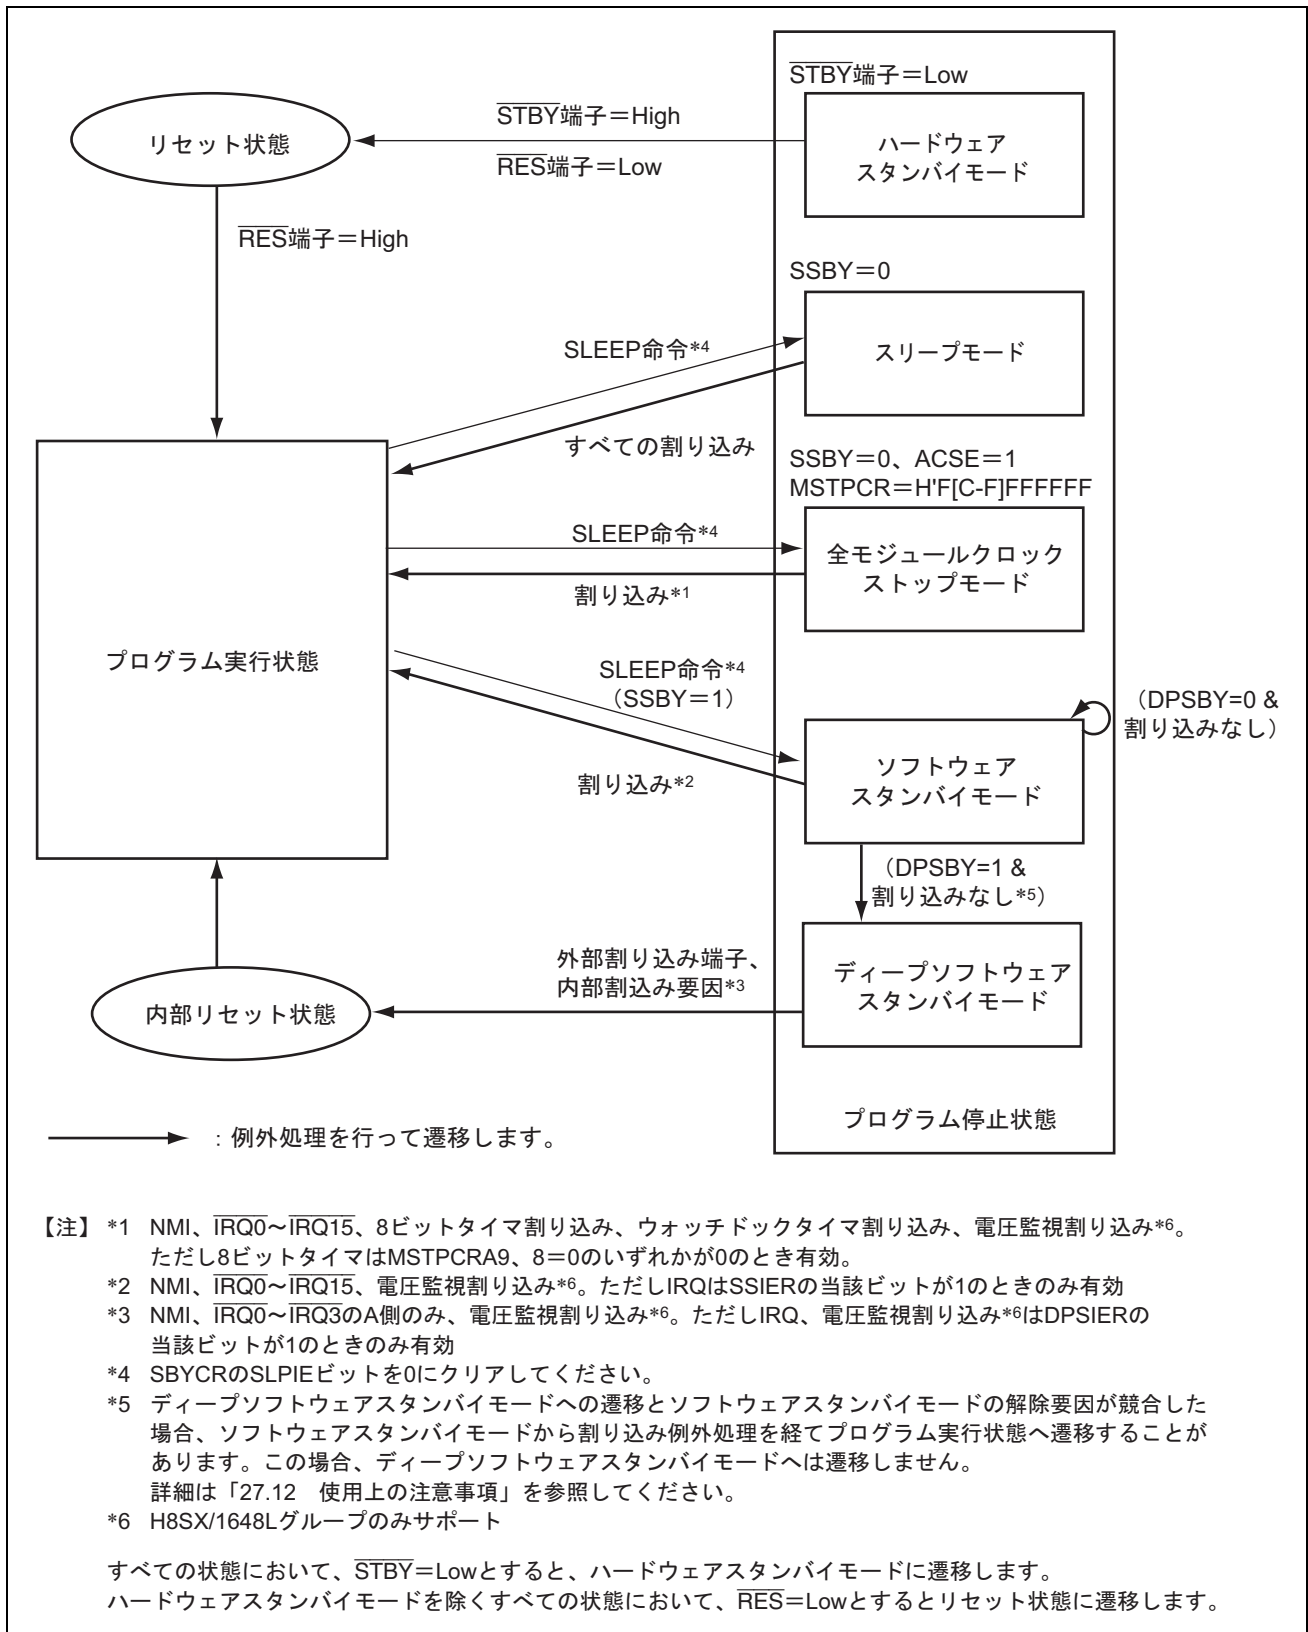 S̅T̅B̅Y̅端子＝Low
S̅T̅B̅Y̅端子＝High
リセット状態
ハードウェア
スタンバイモード
R̅E̅S̅端子＝Low
R̅E̅S̅端子＝High
SSBY＝0
SLEEP命令*4
スリープモード
すべての割り込み
SSBY＝0、ACSE＝1
MSTPCR＝H'F[C-F]FFFFFF
SLEEP命令*4
全モジュールクロック
ストップモード
割り込み*1
プログラム実行状態
SLEEP命令*4
（SSBY＝1）
（DPSBY=0 &
割り込みなし）
ソフトウェア
スタンバイモード
割り込み*2
（DPSBY=1 &
割り込みなし*5）
外部割り込み端子、
内部割込み要因*3
ディープソフトウェア
スタンバイモード
内部リセット状態
プログラム停止状態
：例外処理を行って遷移します。
【注】 *1 NMI、I̅R̅Q̅0̅～I̅R̅Q̅1̅5̅、8ビットタイマ割り込み、ウォッチドックタイマ割り込み、電圧監視割り込み*6。
ただし8ビットタイマはMSTPCRA9、8＝0のいずれかが0のとき有効。
*2 NMI、I̅R̅Q̅0̅～I̅R̅Q̅1̅5̅、電圧監視割り込み*6。ただしIRQはSSIERの当該ビットが1のときのみ有効
*3 NMI、I̅R̅Q̅0̅～I̅R̅Q̅3̅のA側のみ、電圧監視割り込み*6。ただしIRQ、電圧監視割り込み*6はDPSIERの
当該ビットが1のときのみ有効
*4 SBYCRのSLPIEビットを0にクリアしてください。
*5 ディープソフトウェアスタンバイモードへの遷移とソフトウェアスタンバイモードの解除要因が競合した
場合、ソフトウェアスタンバイモードから割り込み例外処理を経てプログラム実行状態へ遷移することが
あります。この場合、ディープソフトウェアスタンバイモードへは遷移しません。
詳細は「27.12　使用上の注意事項」を参照してください。
*6 H8SX/1648Lグループのみサポート
すべての状態において、S̅T̅B̅Y̅＝Lowとすると、ハードウェアスタンバイモードに遷移します。
ハードウェアスタンバイモードを除くすべての状態において、R̅E̅S̅＝Lowとするとリセット状態に遷移します。